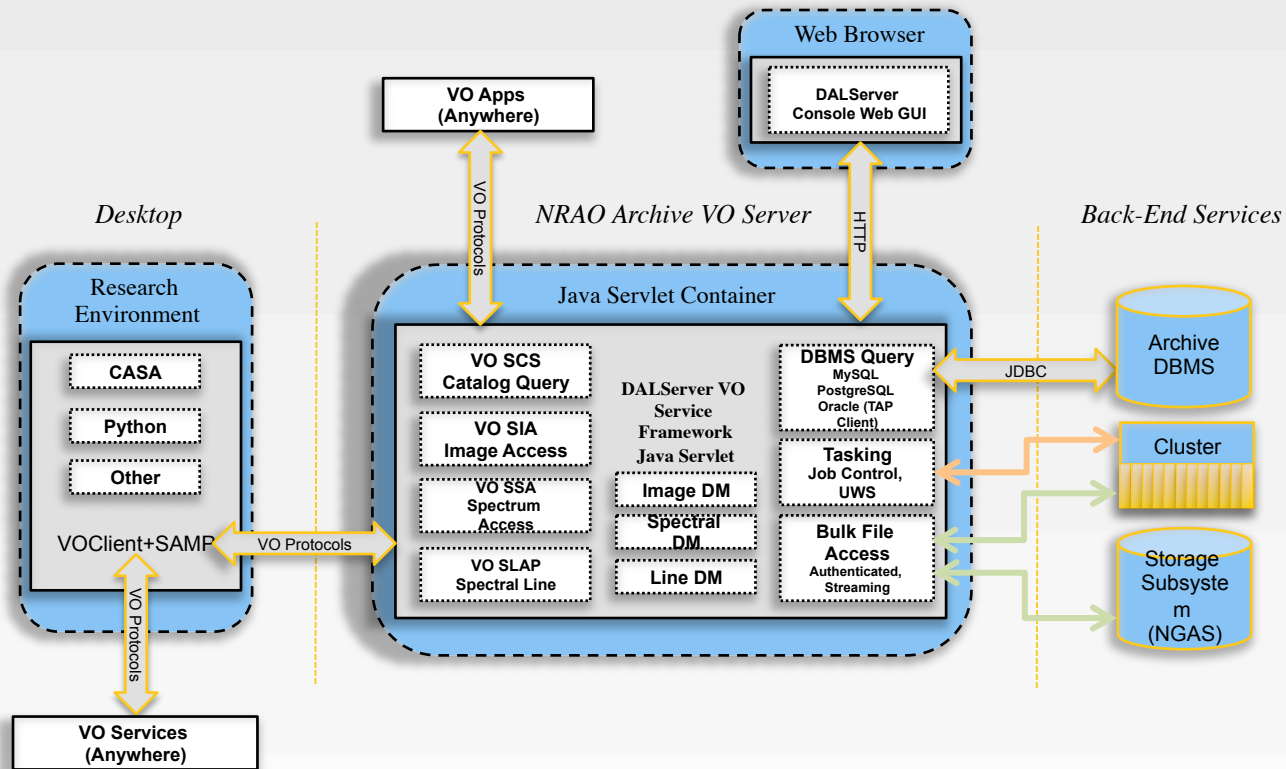 Web Browser
DALServer
Console Web GUI
VO Apps
(Anywhere)
VO Protocols
HTTP
Desktop
NRAO Archive VO Server
Back-End Services
Research
Environment
CASA
Python
Other
VOClient+SAMP
VO Protocols
VO Protocols
VO Services
(Anywhere)
Java Servlet Container
VO SCS
Catalog Query
VO SIA
Image Access
VO SSA
Spectrum
Access
VO SLAP
Spectral Line
DALServer VO
Service
Framework
Java Servlet
Image DM
Spectral
DM
Line DM
DBMS Query
MySQL
PostgreSQL
Oracle (TAP
Client)
Tasking
Job Control,
UWS
Bulk File
Access
Authenticated,
Streaming
JDBC
Archive
DBMS
Cluster
Storage
Subsyste
m
(NGAS)